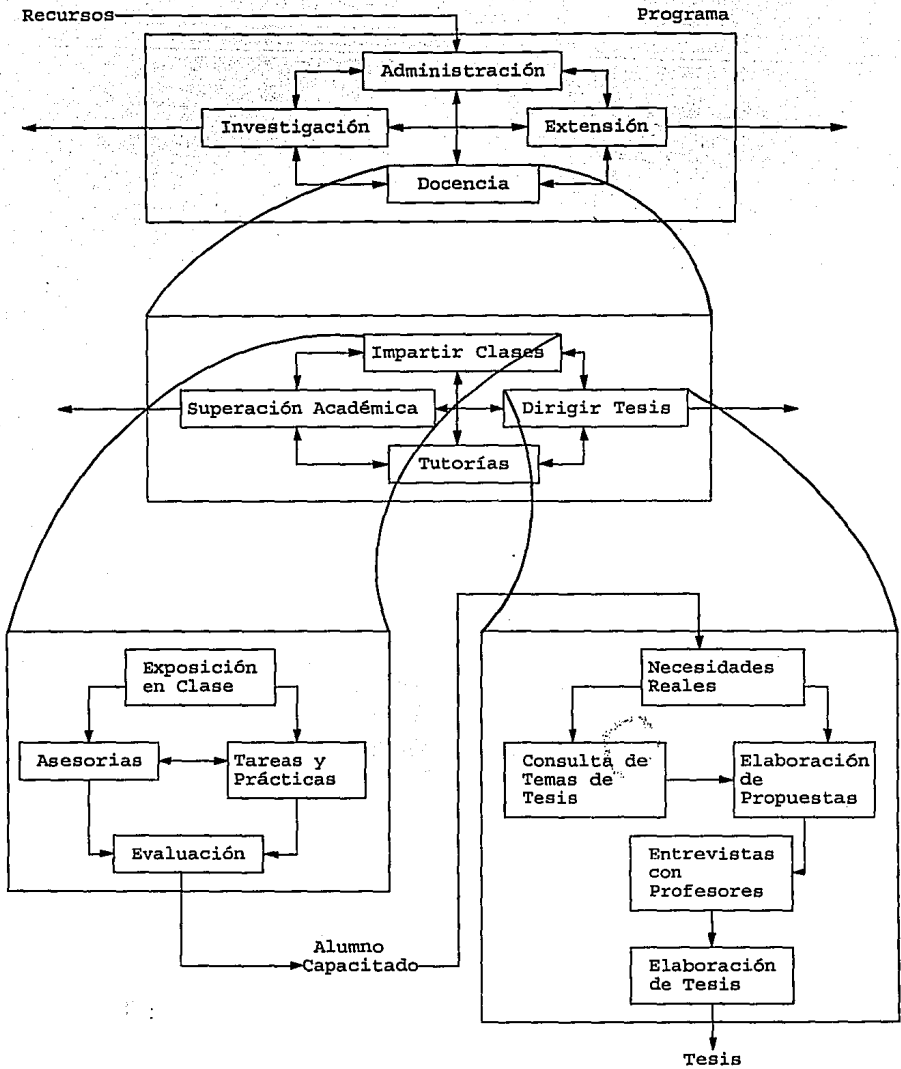 Recursos
Programa
Administración
Investigación
Extensión
Docencia
Impartir Clases
Superación Académica
Dirigir Tesis
Tutorías
Exposición
en Clase
Asesorias
Tareas y
Prácticas
Evaluación
Alumno
Capacitado
Necesidades
Reales
Consulta de
Temas de
Tesis
Elaboración
de
Propuestas
Entrevistas
con
Profesores
Elaboración
de Tesis
Tesis